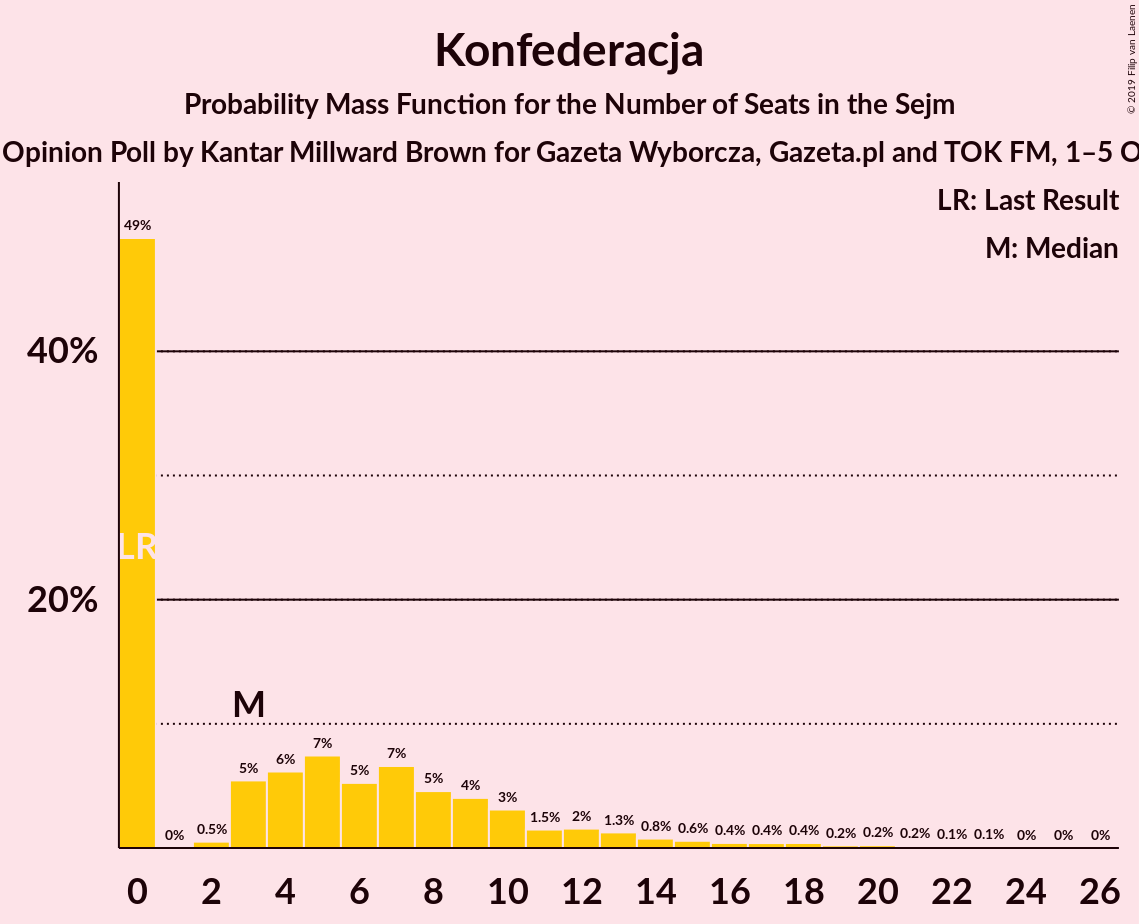 © 2019 Filip van Laenen
Konfederacja
Probability Mass Function for the Number of Seats in the Sejm
Opinion Poll by Kantar Millward Brown for Gazeta Wyborcza, Gazeta.pl and TOK FM, 1–5 O
LR: Last Result
M: Median
49%
40%
LR
20%
M
0% 0.5% 5% 6% 7% 5% 7% 5% 4% 3% 1.5% 2% 1.3% 0.8% 0.6% 0.4% 0.4% 0.4% 0.2% 0.2% 0.2% 0.1% 0.1% 0% 0% 0%
0 2 4 6 8 10 12 14 16 18 20 22 24 26